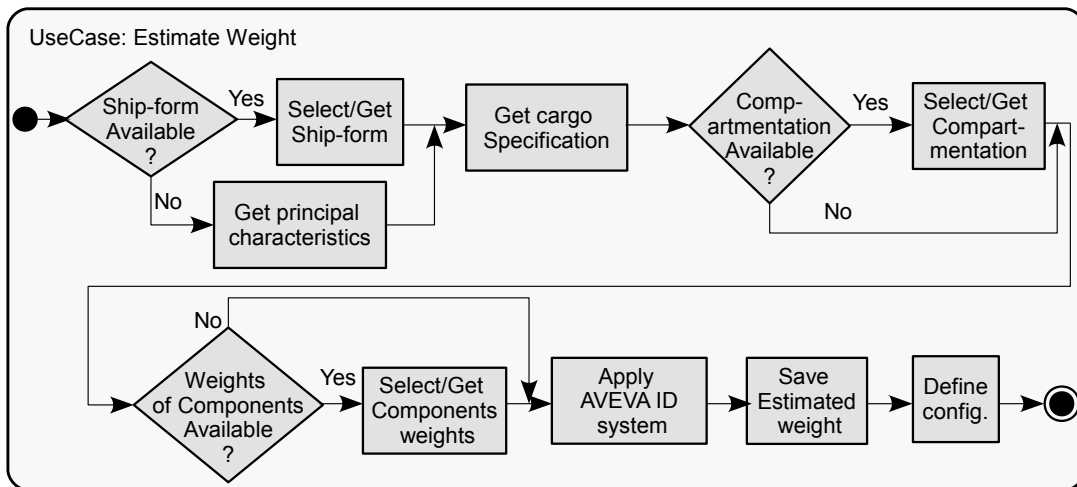 UseCase: Estimate Weight
Ship-form
Available
?
Yes
No
Select/Get
Ship-form
Get principal
characteristics
Get cargo
Specification
Comp-
artmentation
Available
?
Yes
No
Select/Get
Compart-
mentation
Weights
of Components
Available
?
No
Yes
Select/Get
Components
weights
Apply
AVEVA ID
system
Save
Estimated
weight
Define
config.